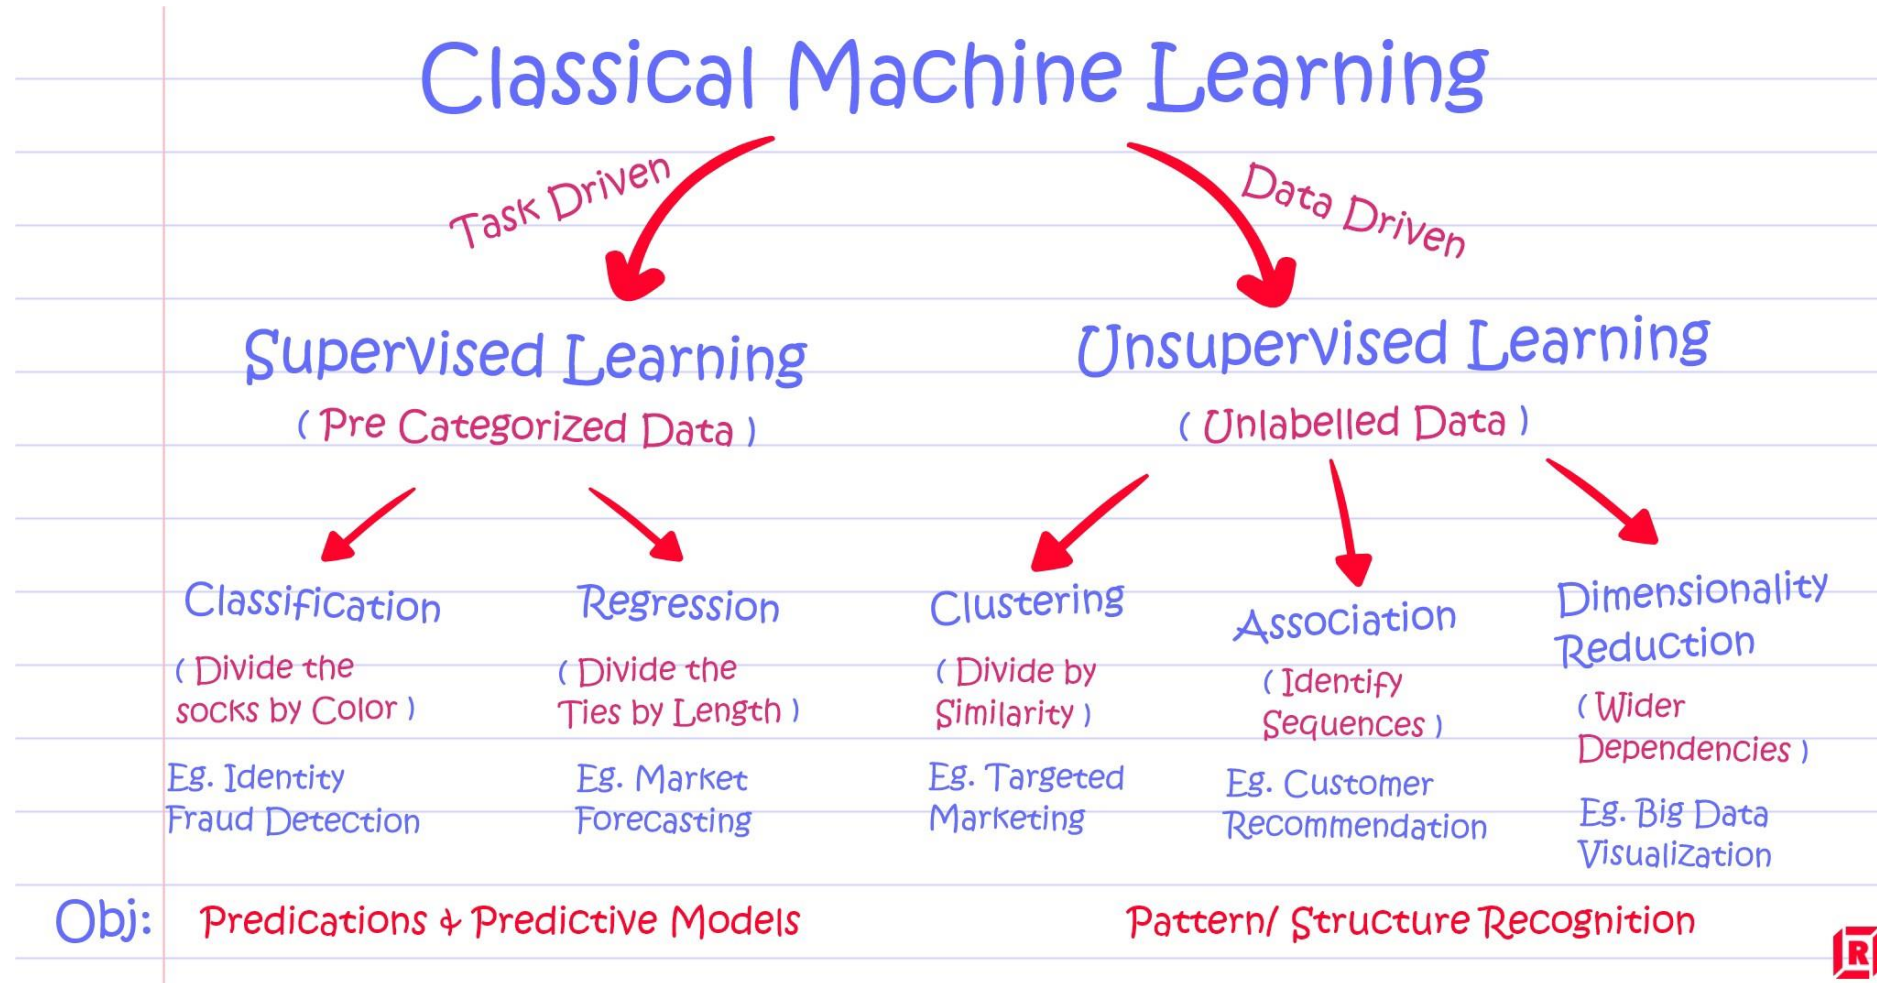 Classical Machine Learning
Task Driven
Data Driven
Supervised Learning
( Pre Categorized Data )
Unsupervised Learning
( Unlabelled Data )
Classification
( Divide the
socks by Color )
Eg. Identity
Fraud Detection
Regression
( Divide the
Ties by Length )
Eg. Market
Forecasting
Clustering
( Divide by
Similarity )
Eg. Targeted
Marketing
Association
( Identify
Sequences )
Eg. Customer
Recommendation
Dimensionality
Reduction
( Wider
Dependencies )
Eg. Big Data
Visualization
Obj: Predications & Predictive Models
Pattern/ Structure Recognition
R